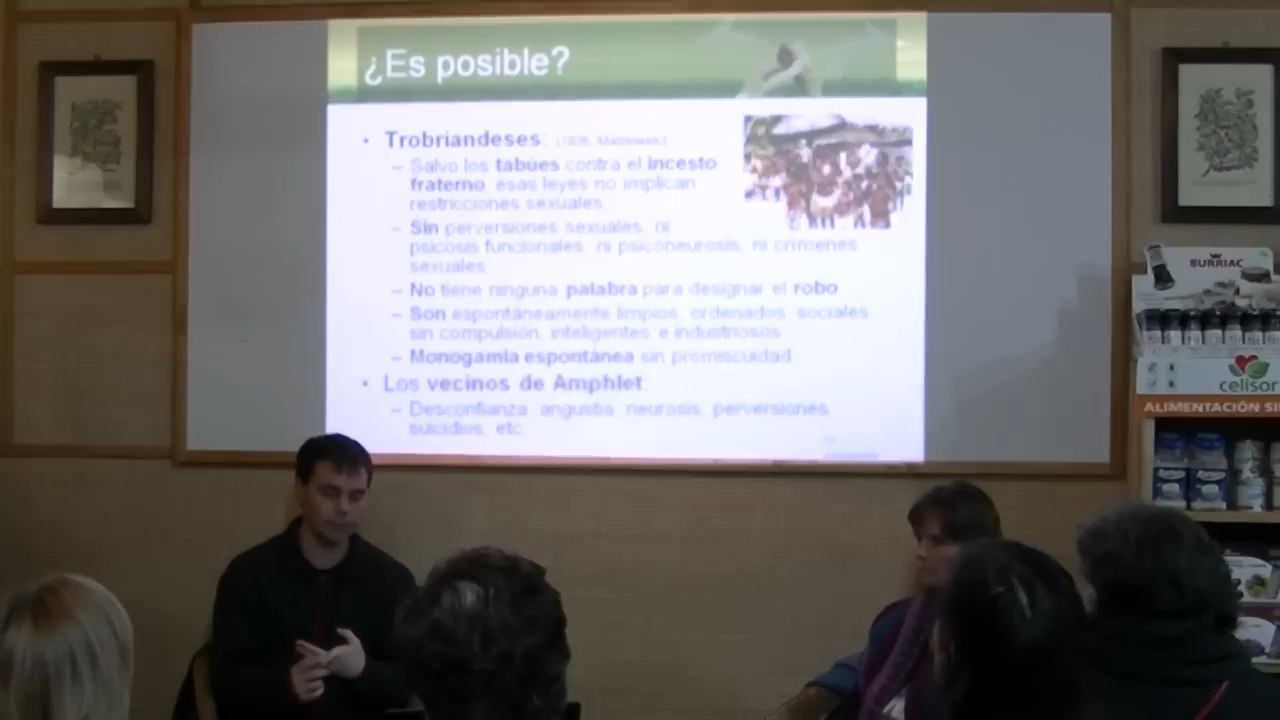 ¿Es posible?
• Trobriandeses:
– Salvo los tabúes contra el incesto
fraterno, esas leyes no implican
restricciones sexuales
– Sin perversiones sexuales, ni
psicosis funcionales, ni psiconeurosis, ni crímenes
sexuales
– No tiene ninguna palabra para designar el robo
– Son espontáneamente limpios, ordenados, sociales
sin compulsión, inteligentes e industriosos
– Monogamia espontánea sin promiscuidad
• Los vecinos de Amphlet:
– Desconfianza, angustia, neurosis, perversiones,
suicidios, etc
BURRIAC
celisor
ALIMENTACIÓN